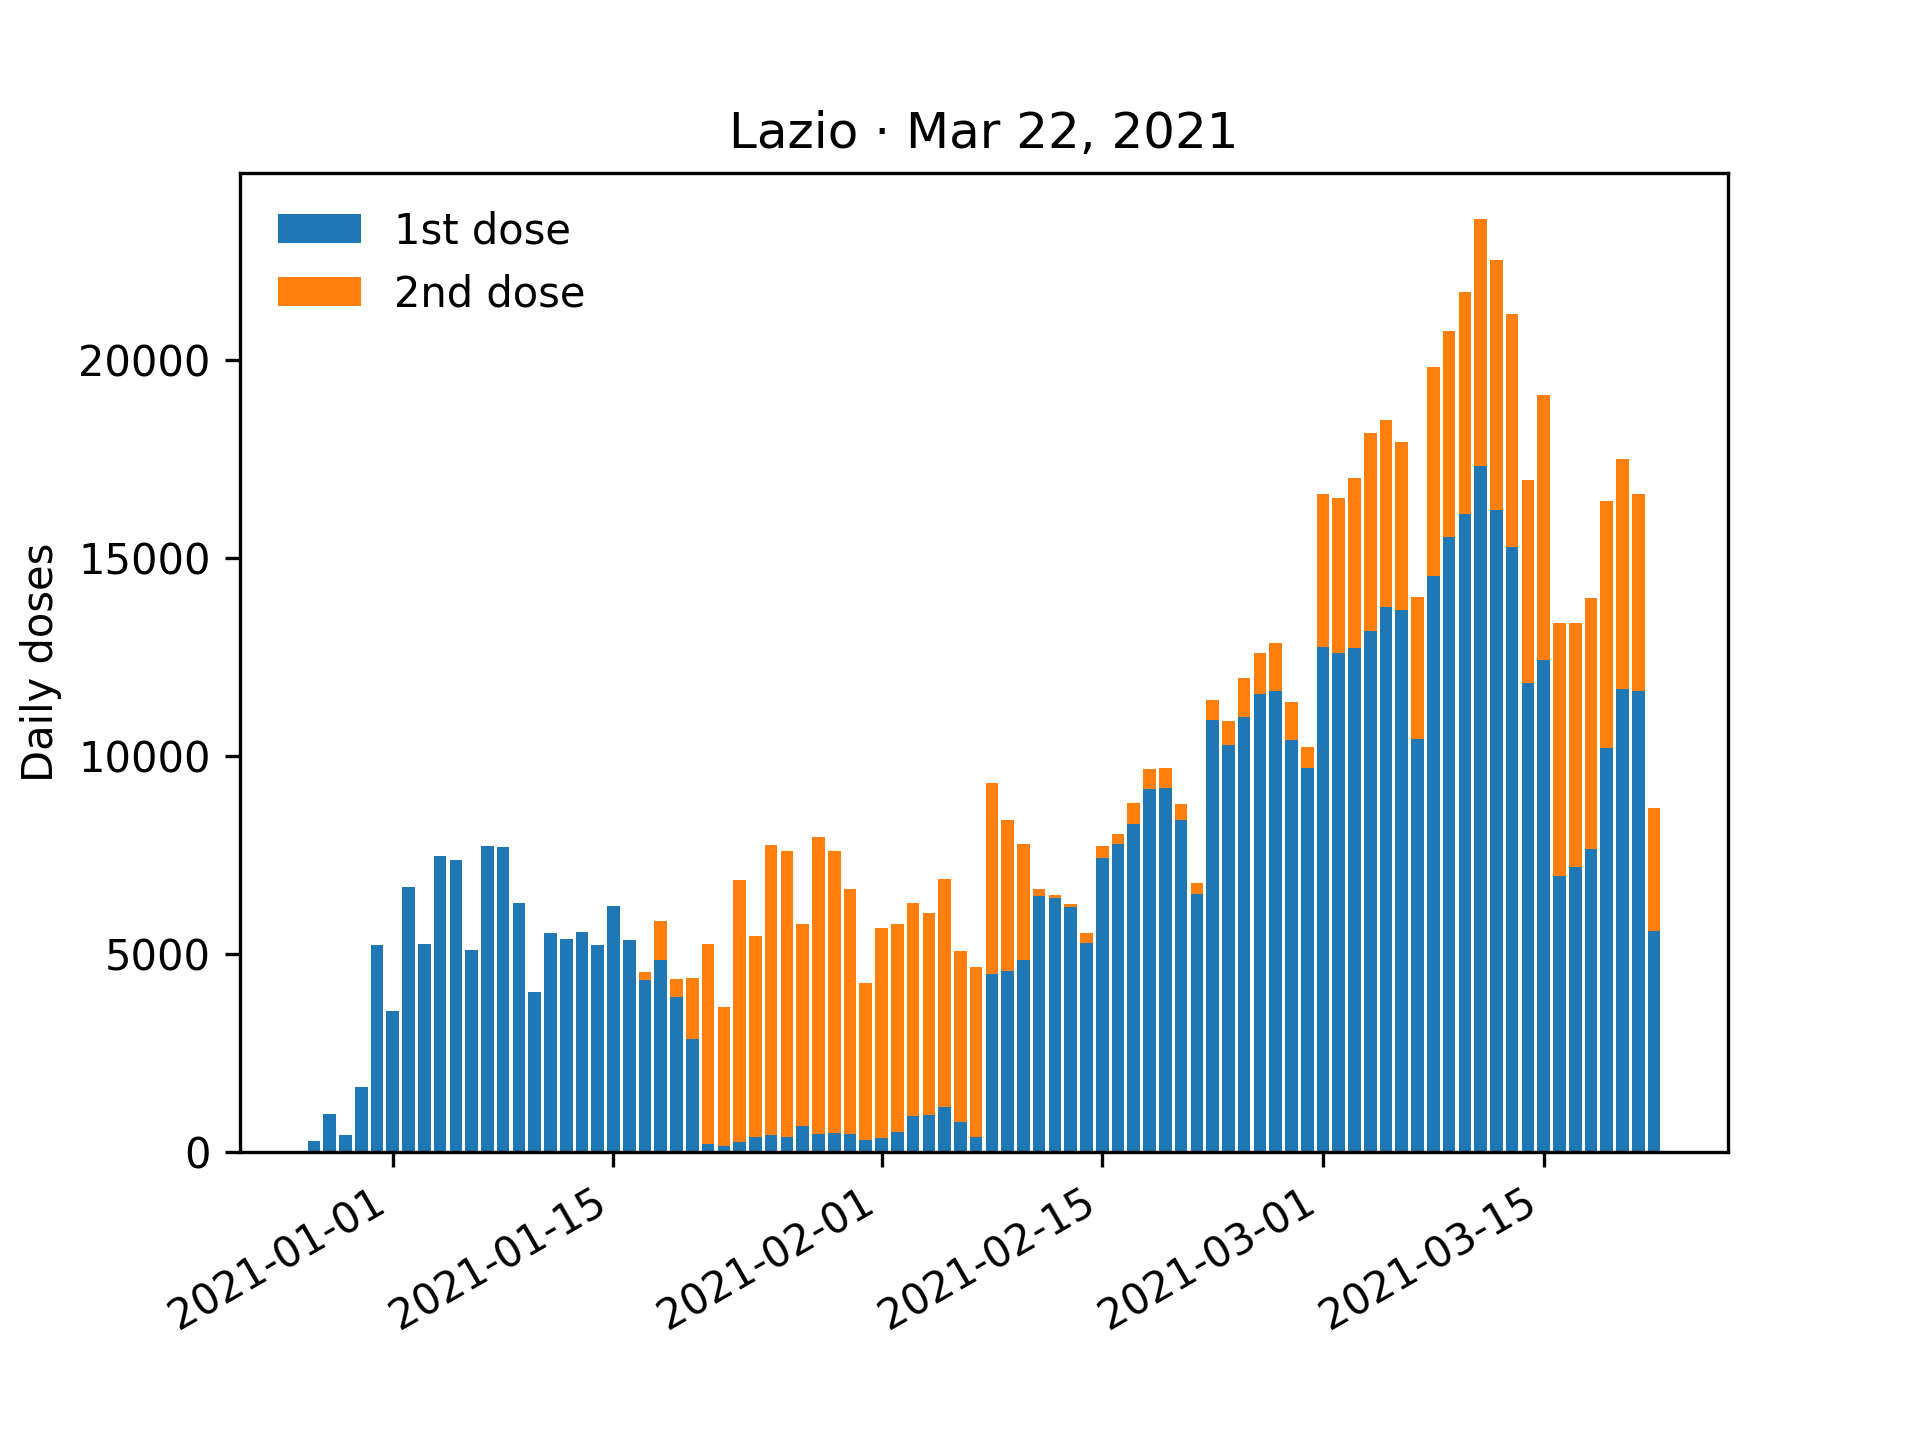 Lazio · Mar 22, 2021
1st dose
2nd dose
Daily doses
20000
15000
10000
5000
0
2021-01-01
2021-01-15
2021-02-01
2021-02-15
2021-03-01
2021-03-15